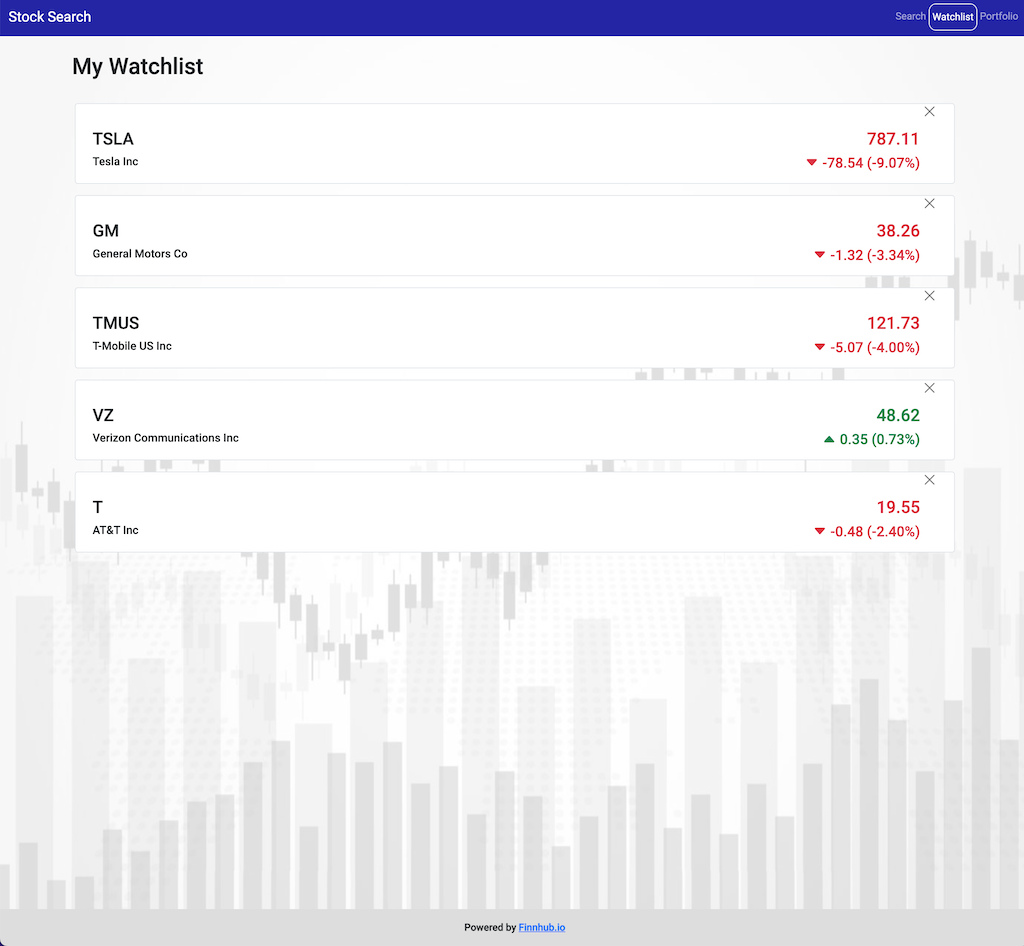 Stock Search
Search Watchlist Portfolio
My Watchlist
TSLA
787.11
Tesla Inc
-78.54 (-9.07%)
GM
38.26
General Motors Co
-1.32 (-3.34%)
TMUS
121.73
T-Mobile US Inc
-5.07 (-4.00%)
VZ
48.62
Verizon Communications Inc
0.35 (0.73%)
T
19.55
AT&T Inc
-0.48 (-2.40%)
Powered by Finnhub.io